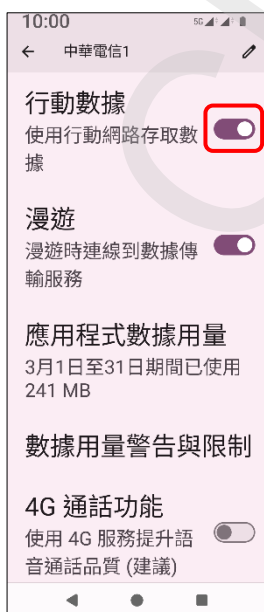 10:00 5G
中華電信1
行動數據
使用行動網路存取數
據
漫遊
漫遊時連線到數據傳
輸服務
應用程式數據用量
3月1日至31日期間已使用
241 MB
數據用量警告與限制
4G 通話功能
使用 4G 服務提升語
音通話品質 (建議)